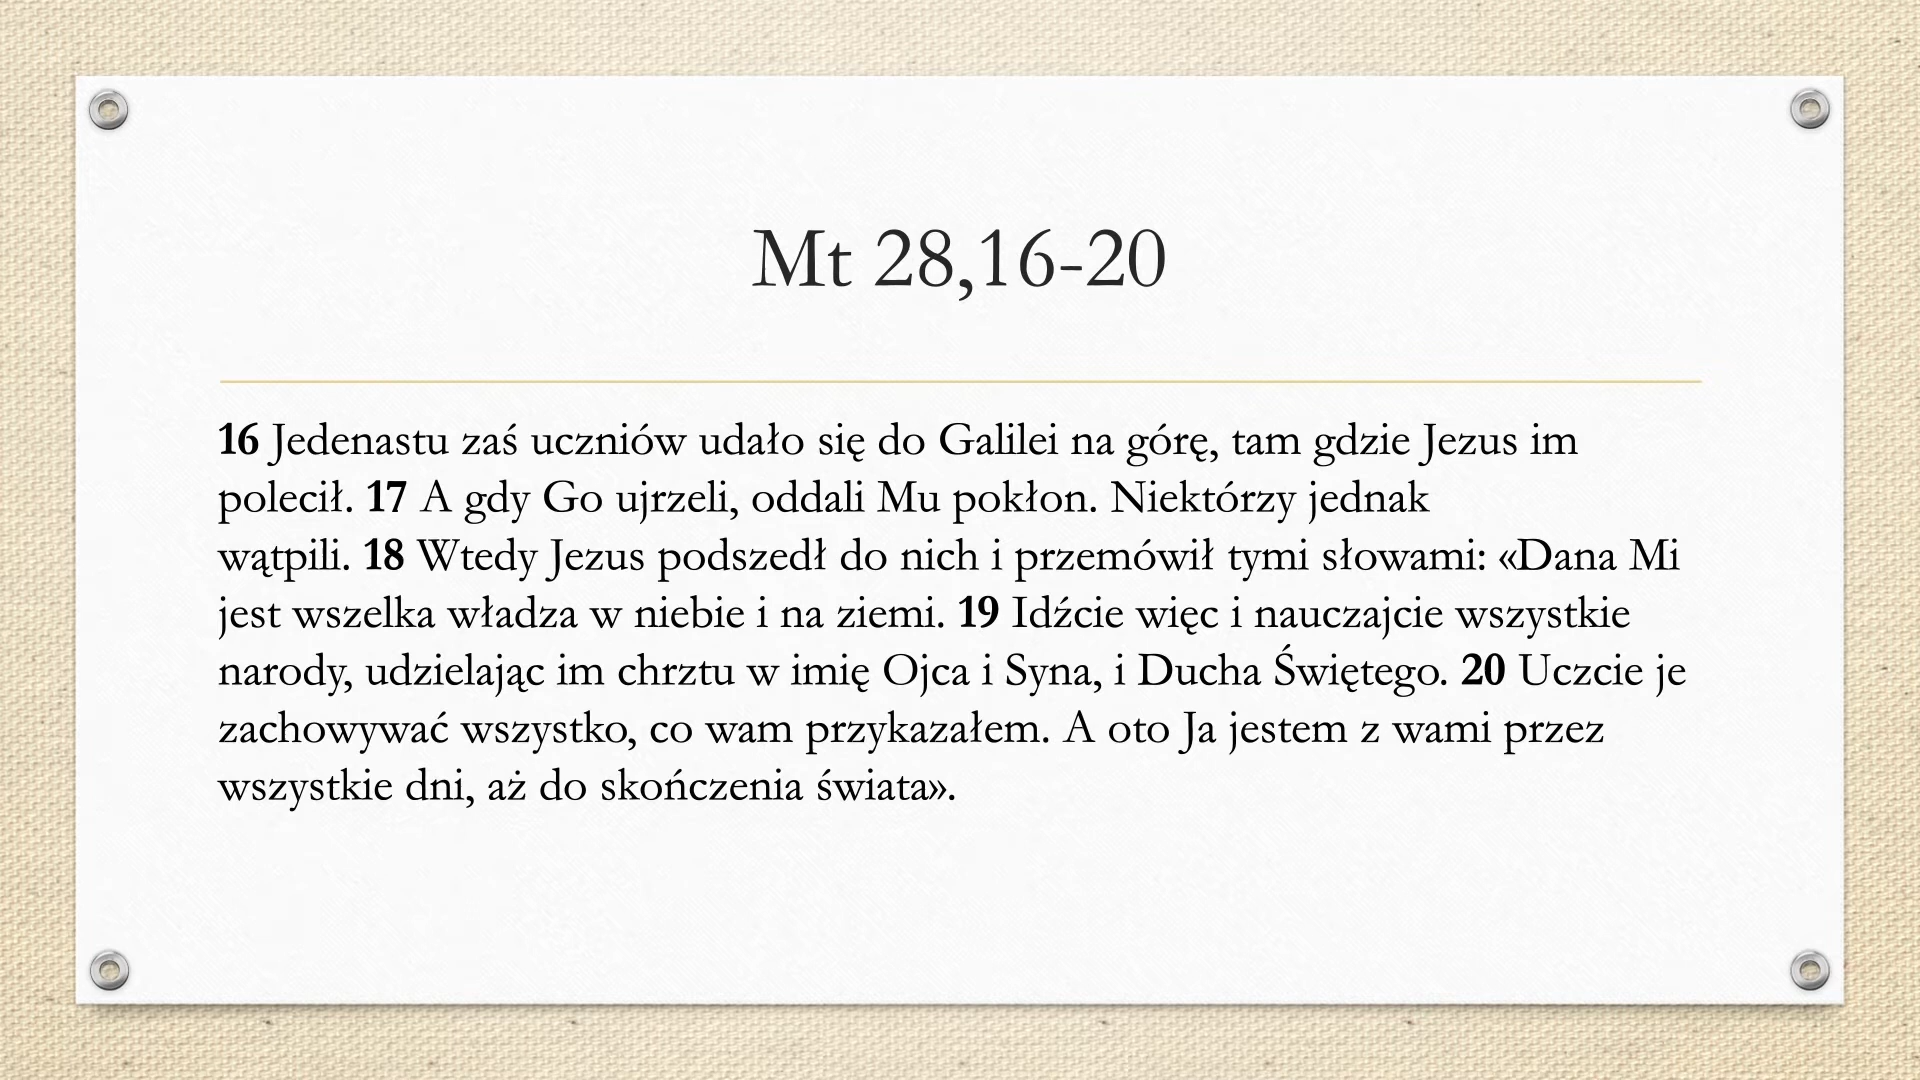 Mt 28,16-20
16 Jedenastu zaś uczniów udało się do Galilei na górę, tam gdzie Jezus im
polecił. 17 A gdy Go ujrzeli, oddali Mu pokłon. Niektórzy jednak
wątpili. 18 Wtedy Jezus podszedł do nich i przemówił tymi słowami: «Dana Mi
jest wszelka władza w niebie i na ziemi. 19 Idźcie więc i nauczajcie wszystkie
narody, udzielając im chrztu w imię Ojca i Syna, i Ducha Świętego. 20 Uczcie je
zachowywać wszystko, co wam przykazałem. A oto Ja jestem z wami przez
wszystkie dni, aż do skończenia świata».